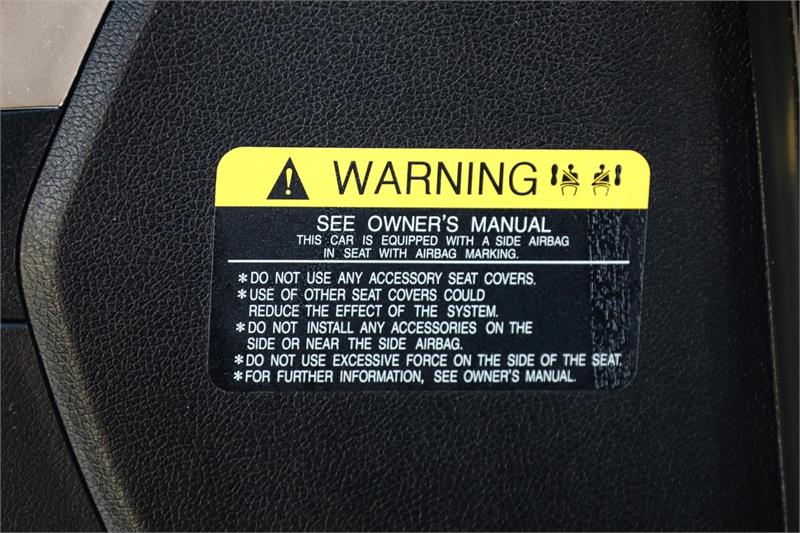 WARNING
SEE OWNER'S MANUAL
THIS CAR IS EQUIPPED WITH A SIDE AIRBAG
IN SEAT WITH AIRBAG MARKING.
*DO NOT USE ANY ACCESSORY SEAT COVERS.
*USE OF OTHER SEAT COVERS COULD
REDUCE THE EFFECT OF THE SYSTEM.
*DO NOT INSTALL ANY ACCESSORIES ON THE
SIDE OR NEAR THE SIDE AIRBAG.
*DO NOT USE EXCESSIVE FORCE ON THE SIDE OF THE SEAT.
*FOR FURTHER INFORMATION, SEE OWNER'S MANUAL.